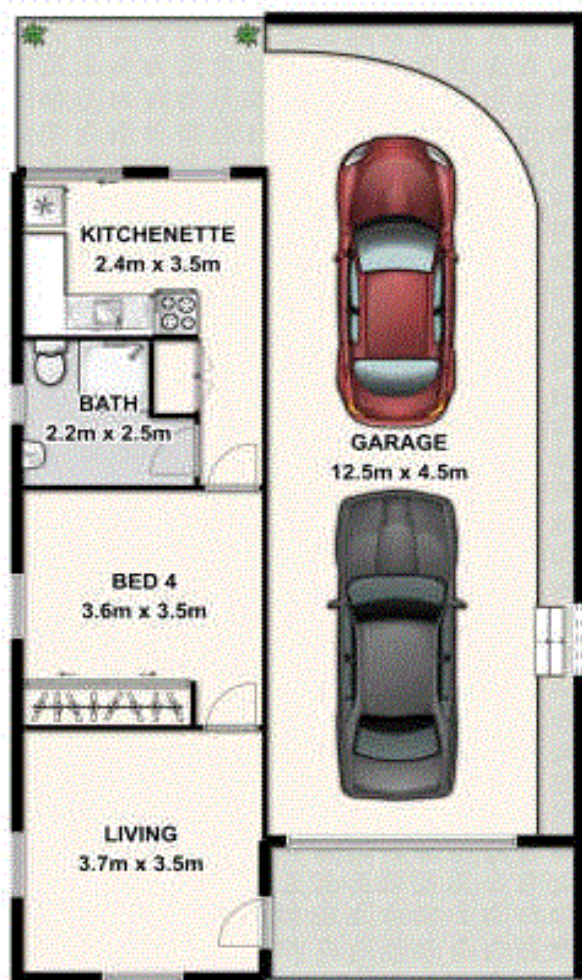 KITCHENETTE
2.4m x 3.5m
BATH
2.2m x 2.5m
GARAGE
12.5m x 4.5m
BED 4
3.6m x 3.5m
LIVING
3.7m x 3.5m